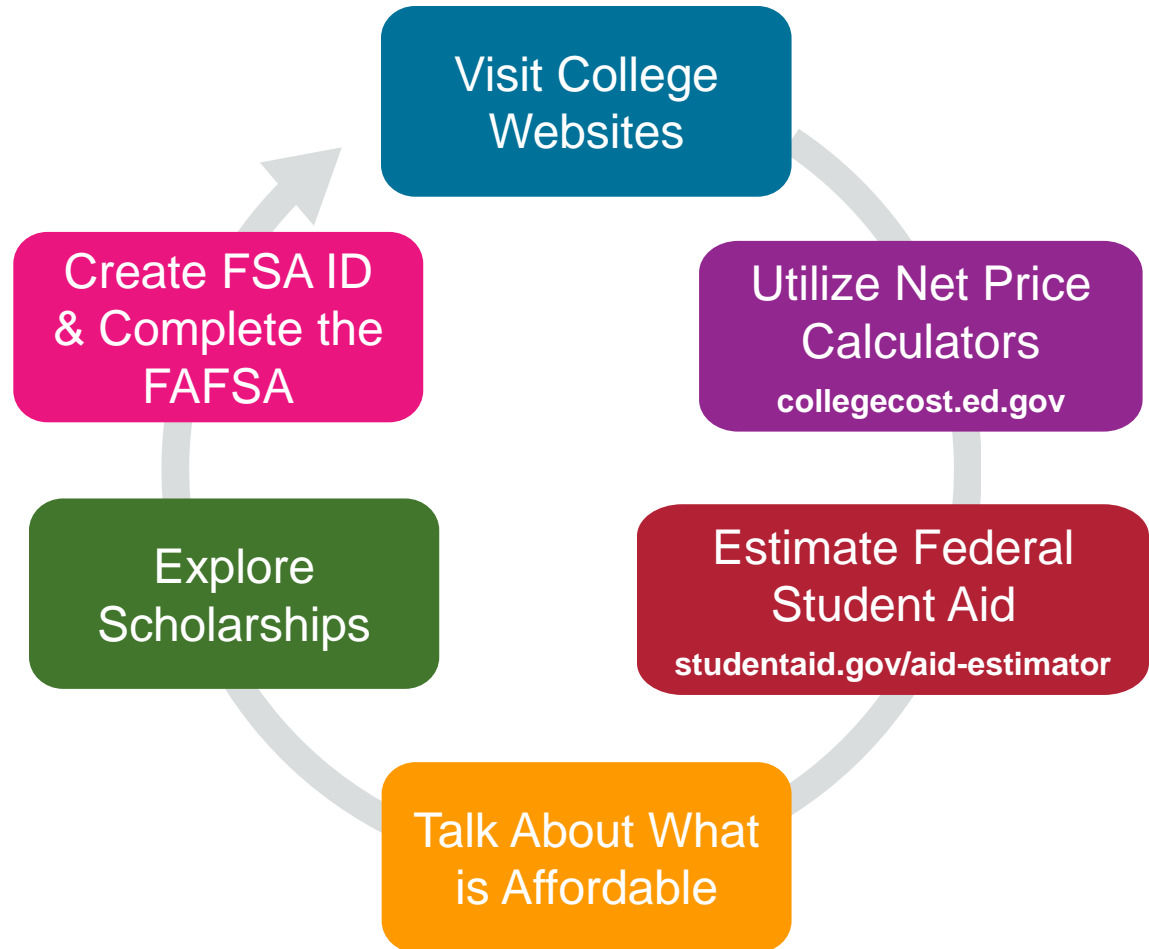 Visit College
Websites
Utilize Net Price
Calculators
collegecost.ed.gov
Estimate Federal
Student Aid
studentaid.gov/aid-estimator
Talk About What
is Affordable
Explore
Scholarships
Create FSA ID
& Complete the
FAFSA